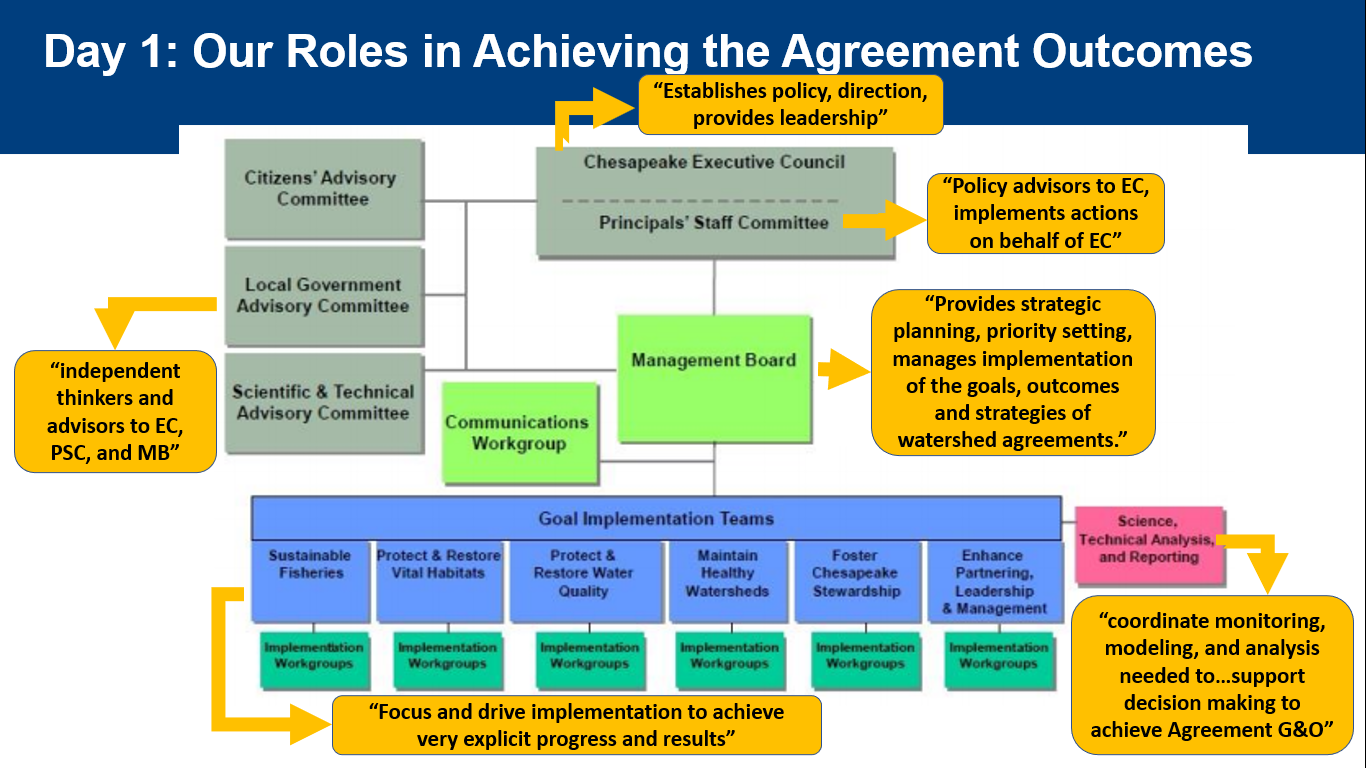 Day 1: Our Roles in Achieving the Agreement Outcomes
“Establishes policy, direction,
provides leadership”
Citizens’ Advisory
Committee
Chesapeake Executive Council
Principals’ Staff Committee
“Policy advisors to EC,
implements actions
on behalf of EC”
Local Government
Advisory Committee
“independent
thinkers and
advisors to EC,
PSC, and MB”
Scientific & Technical
Advisory Committee
Management Board
“Provides strategic
planning, priority setting,
manages implementation
of the goals, outcomes
and strategies of
watershed agreements.”
Communications
Workgroup
Goal Implementation Teams
Sustainable
Fisheries
Protect & Restore
Vital Habitats
Protect &
Restore Water
Quality
Maintain
Healthy
Watersheds
Foster
Chesapeake
Stewardship
Enhance
Partnering,
Leadership
& Management
Science,
Technical Analysis,
and Reporting
Implementation
Workgroups
Implementation
Workgroups
Implementation
Workgroups
Implementation
Workgroups
Implementation
Workgroups
Implementation
Workgroups
“Focus and drive implementation to achieve
very explicit progress and results”
“coordinate monitoring,
modeling, and analysis
needed to…support
decision making to
achieve Agreement G&O”